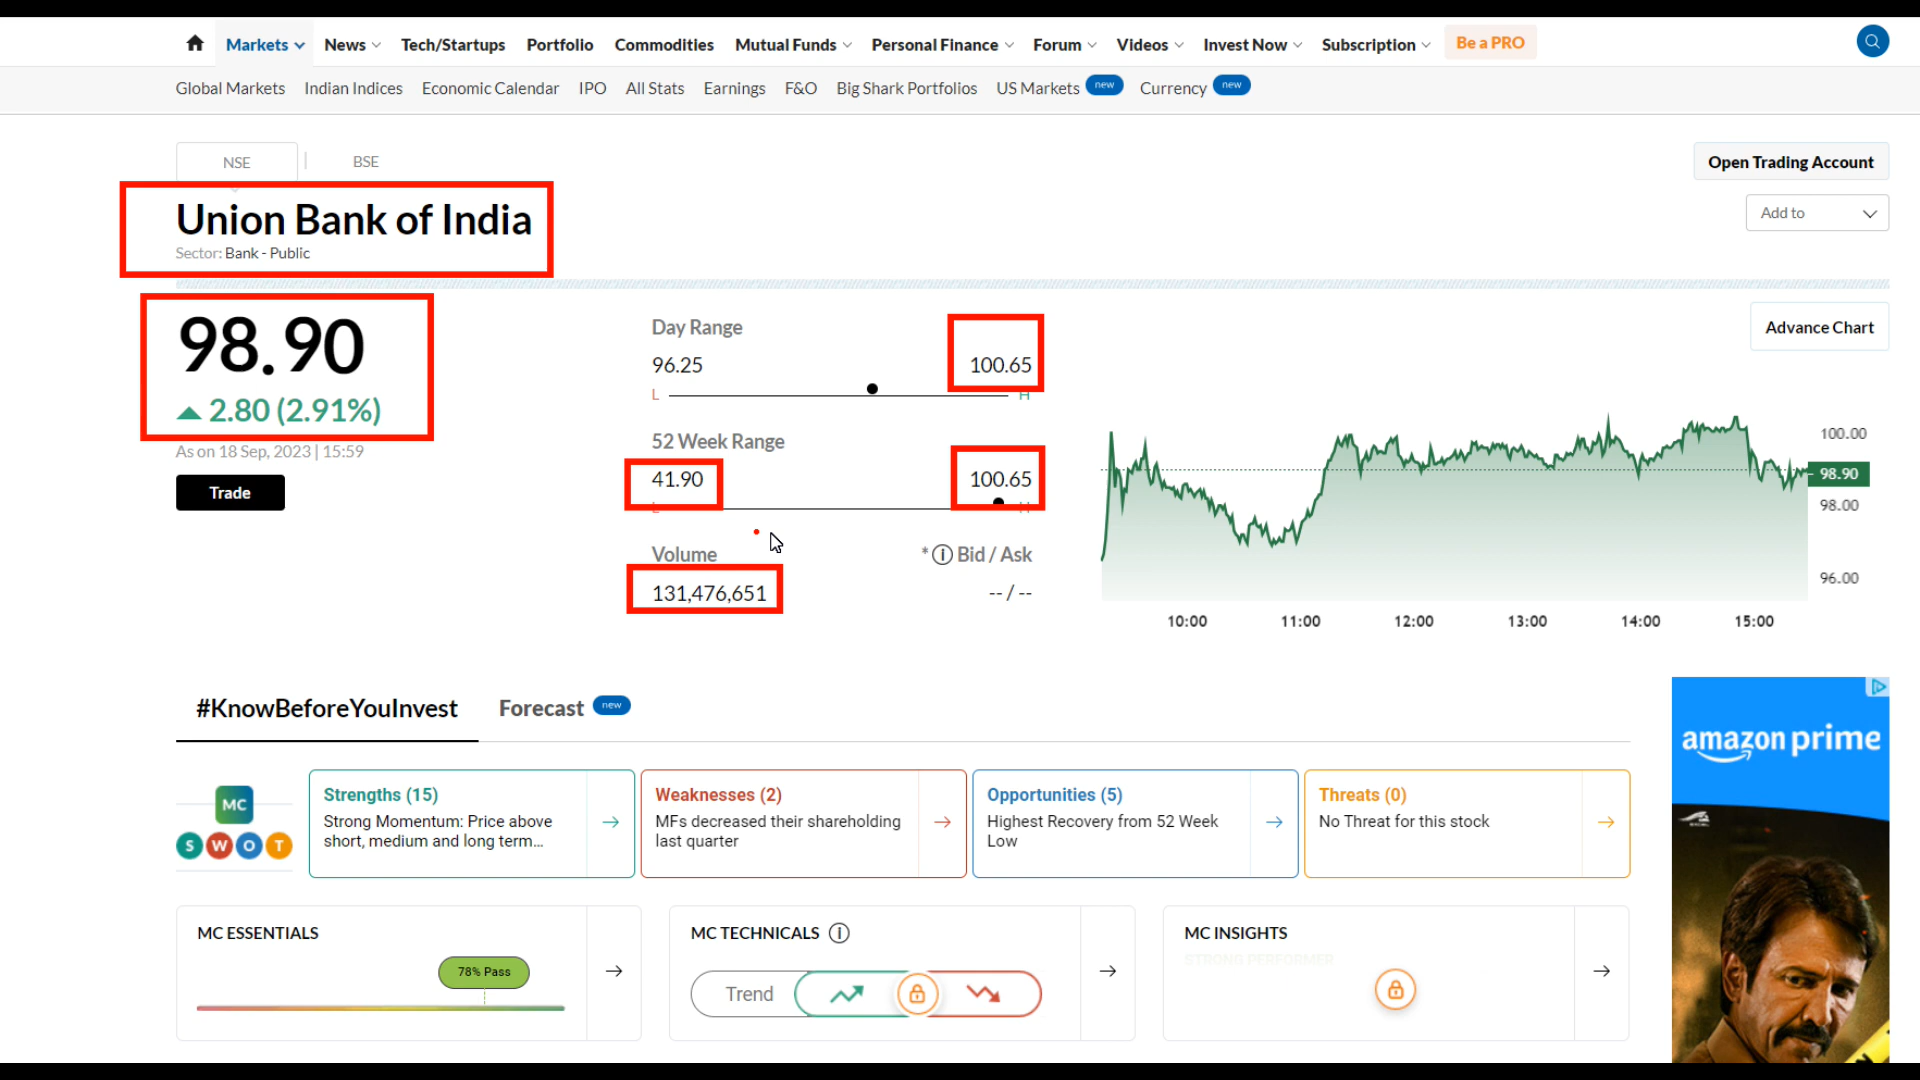 Markets News Tech/Startups Portfolio Commodities Mutual Funds Personal Finance Forum Videos Invest Now Subscription Be a PRO
Global Markets Indian Indices Economic Calendar IPO All Stats Earnings F&O Big Shark Portfolios US Markets new Currency new
NSE | BSE
Open Trading Account
Add to
Union Bank of India
Sector: Bank - Public
98.90
2.80 (2.91%)
As on 18 Sep, 2023 | 15:59
Trade
Day Range
96.25 100.65
L H
52 Week Range
41.90 100.65
L H
Volume * Bid / Ask
131,476,651 -- / --
Advance Chart
100.00
98.90
98.00
96.00
10:00 11:00 12:00 13:00 14:00 15:00
#KnowBeforeYouInvest Forecast new
MC
S W O T
Strengths (15)
Strong Momentum: Price above
short, medium and long term...
Weaknesses (2)
MFs decreased their shareholding
last quarter
Opportunities (5)
Highest Recovery from 52 Week
Low
Threats (0)
No Threat for this stock
MC ESSENTIALS
78% Pass
MC TECHNICALS
Trend
MC INSIGHTS
STRONG PERFORMER
amazon prime